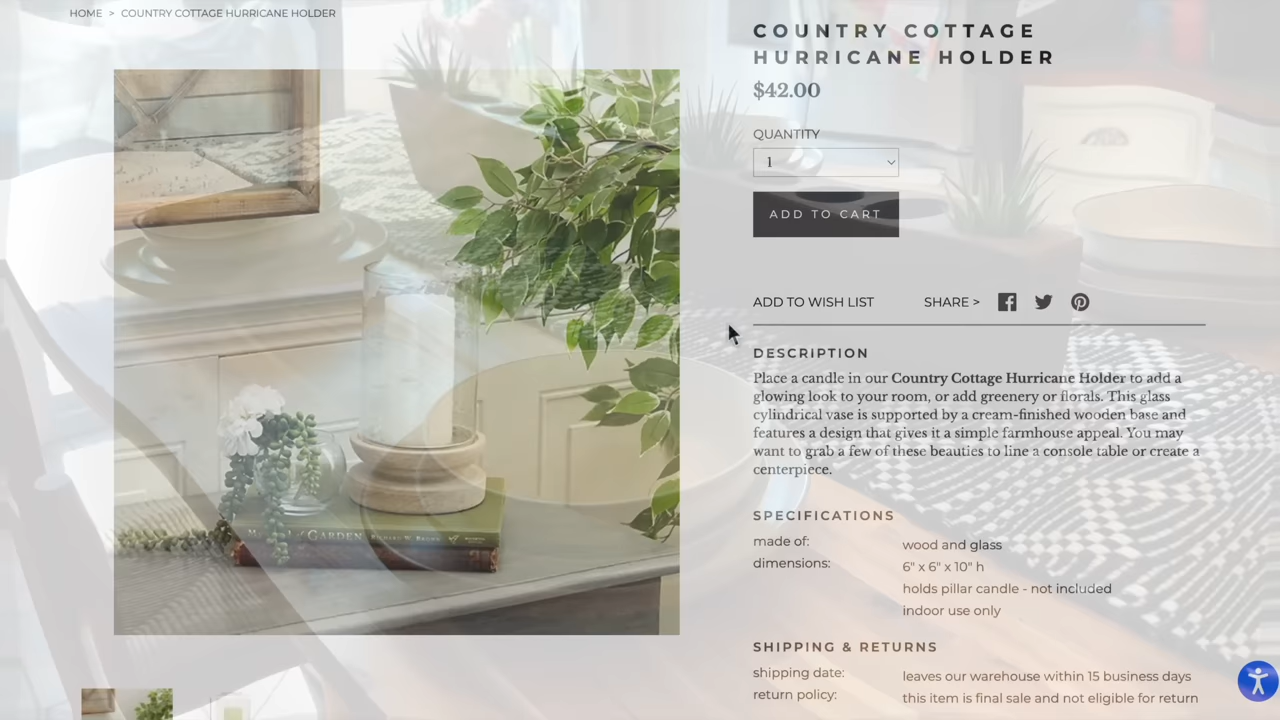 HOME > COUNTRY COTTAGE HURRICANE HOLDER
COUNTRY COTTAGE
HURRICANE HOLDER
$42.00
QUANTITY
1
ADD TO CART
ADD TO WISH LIST
SHARE >
DESCRIPTION
Place a candle in our Country Cottage Hurricane Holder to add a
glowing look to your room, or add greenery or florals. This glass
cylindrical vase is supported by a cream-finished wooden base and
features a design that gives it a simple farmhouse appeal. You may
want to grab a few of these beauties to line a console table or create a
centerpiece.
SPECIFICATIONS
made of: wood and glass
dimensions: 6" x 6" x 10" h
holds pillar candle - not included
indoor use only
SHIPPING & RETURNS
shipping date: leaves our warehouse within 15 business days
return policy: this item is final sale and not eligible for return
GARDEN